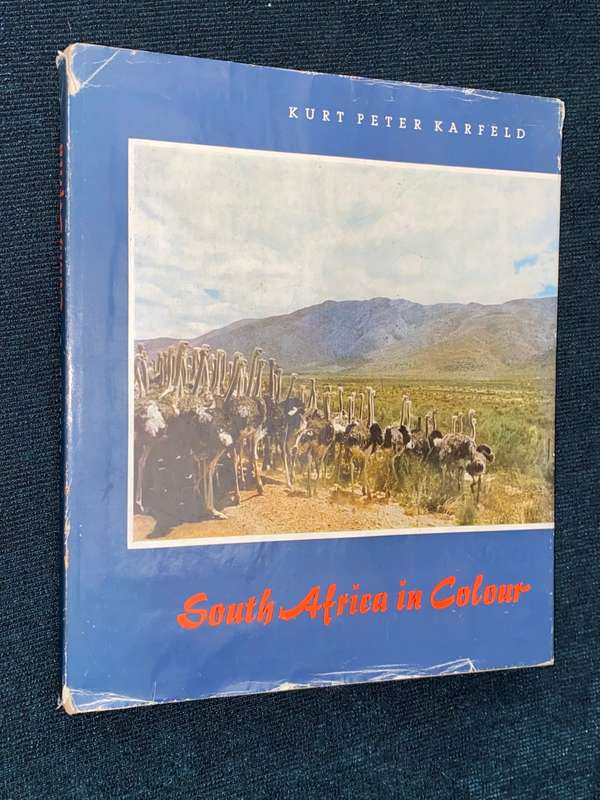 KURT PETER KARFELD
South Africa in Colour